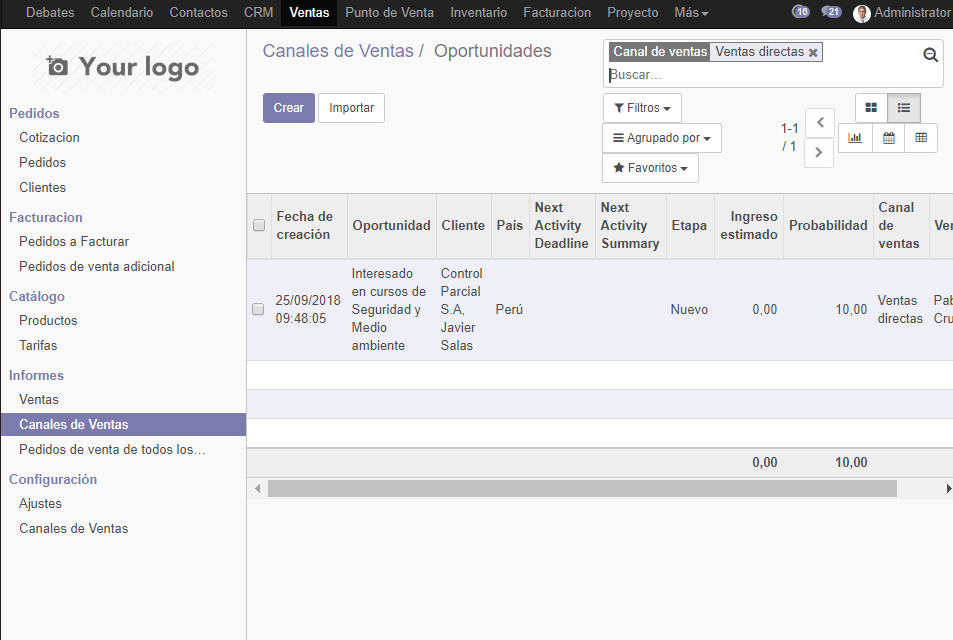 Debates Calendario Contactos CRM Ventas Punto de Venta Inventario Facturacion Proyecto Más 16 21 Administrator
Your logo
Pedidos
Cotizacion
Pedidos
Clientes
Facturacion
Pedidos a Facturar
Pedidos de venta adicional
Catálogo
Productos
Tarifas
Informes
Ventas
Canales de Ventas
Pedidos de venta de todos los...
Configuración
Ajustes
Canales de Ventas
Canales de Ventas / Oportunidades
Canal de ventas Ventas directas
Buscar...
Crear Importar
Filtros
Agrupado por
Favoritos
1-1
/ 1
Fecha de
creación
Oportunidad
Cliente
País
Next
Activity
Deadline
Next
Activity
Summary
Etapa
Ingreso
estimado
Probabilidad
Canal
de
ventas
Ven
25/09/2018
09:48:05
Interesado
en cursos de
Seguridad y
Medio
ambiente
Control
Parcial
S.A, Javier
Salas
Perú
Nuevo
0,00
10,00
Ventas
directas
Pab
Cru
0,00 10,00